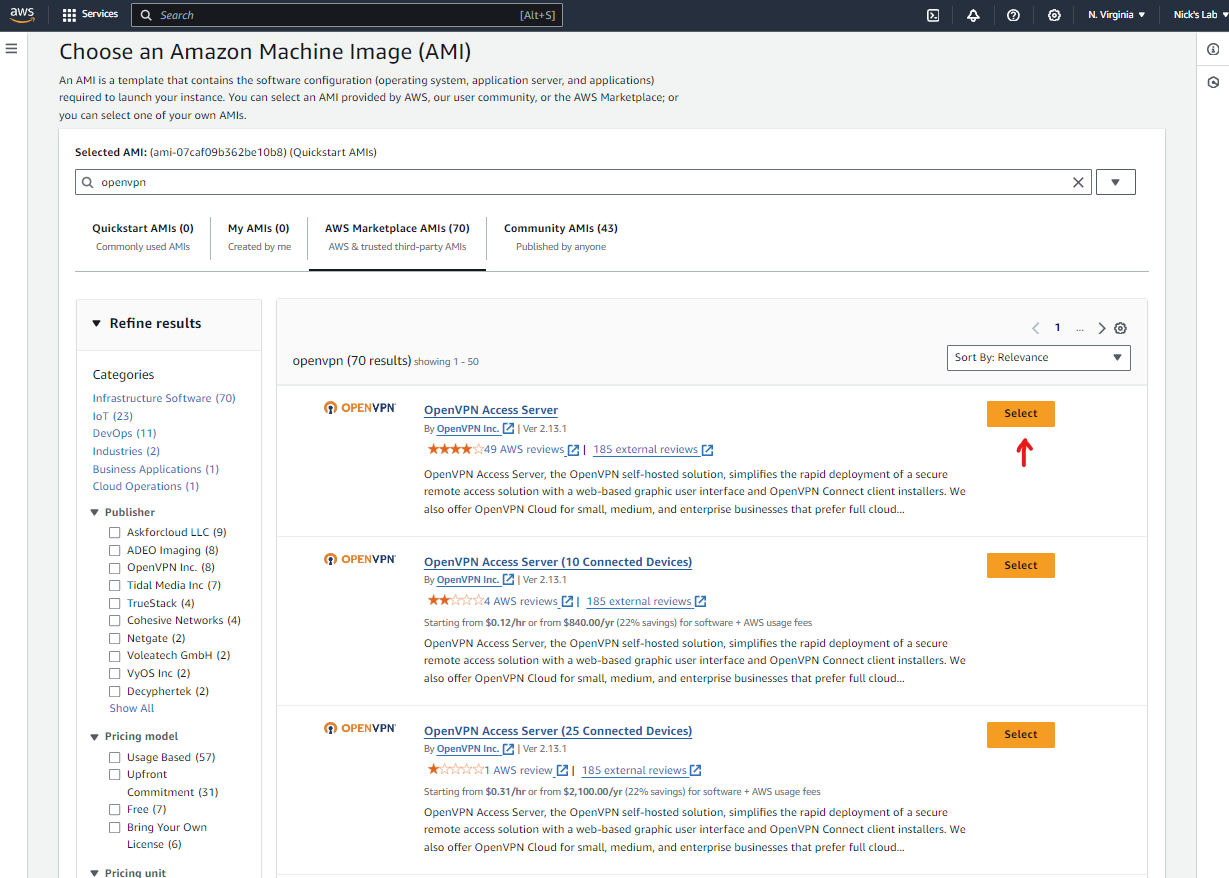 aws
Services
Search
[Alt+S]
N. Virginia
Nick's Lab
Choose an Amazon Machine Image (AMI)
An AMI is a template that contains the software configuration (operating system, application server, and applications)
required to launch your instance. You can select an AMI provided by AWS, our user community, or the AWS Marketplace; or
you can select one of your own AMIs.
Selected AMI: (ami-07caf09b362be10b8) (Quickstart AMIs)
openvpn
Quickstart AMIs (0)
Commonly used AMIs
My AMIs (0)
Created by me
AWS Marketplace AMIs (70)
AWS & trusted third-party AMIs
Community AMIs (43)
Published by anyone
Refine results
Categories
Infrastructure Software (70)
IoT (23)
DevOps (11)
Industries (2)
Business Applications (1)
Cloud Operations (1)
Publisher
Askforcloud LLC (9)
ADEO Imaging (8)
OpenVPN Inc. (8)
Tidal Media Inc (7)
TrueStack (4)
Cohesive Networks (4)
Netgate (2)
Voleatech GmbH (2)
VyOS Inc (2)
Decyphertek (2)
Show All
Pricing model
Usage Based (57)
Upfront
Commitment (31)
Free (7)
Bring Your Own
License (6)
Pricing unit
1 ...
openvpn (70 results) showing 1 - 50
Sort By: Relevance
OPENVPN
OpenVPN Access Server
Select
By OpenVPN Inc. | Ver 2.13.1
49 AWS reviews | 185 external reviews
OpenVPN Access Server, the OpenVPN self-hosted solution, simplifies the rapid deployment of a secure
remote access solution with a web-based graphic user interface and OpenVPN Connect client installers. We
also offer OpenVPN Cloud for small, medium, and enterprise businesses that prefer full cloud...
OPENVPN
OpenVPN Access Server (10 Connected Devices)
Select
By OpenVPN Inc. | Ver 2.13.1
4 AWS reviews | 185 external reviews
Starting from $0.12/hr or from $840.00/yr (22% savings) for software + AWS usage fees
OpenVPN Access Server, the OpenVPN self-hosted solution, simplifies the rapid deployment of a secure
remote access solution with a web-based graphic user interface and OpenVPN Connect client installers. We
also offer OpenVPN Cloud for small, medium, and enterprise businesses that prefer full cloud...
OPENVPN
OpenVPN Access Server (25 Connected Devices)
Select
By OpenVPN Inc. | Ver 2.13.1
1 AWS review | 185 external reviews
Starting from $0.31/hr or from $2,100.00/yr (22% savings) for software + AWS usage fees
OpenVPN Access Server, the OpenVPN self-hosted solution, simplifies the rapid deployment of a secure
remote access solution with a web-based graphic user interface and OpenVPN Connect client installers. We
also offer OpenVPN Cloud for small, medium, and enterprise businesses that prefer full cloud...